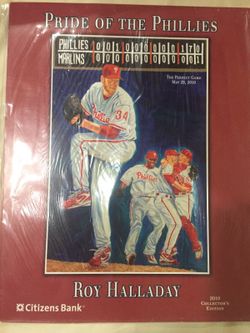 PRIDE OF THE PHILLIES
PHILLIES
MARLINS
THE PERFECT GAME
MAY 29, 2010
Phillies
34
ROY HALLADAY
Citizens Bank
2010
COLLECTOR'S
EDITION